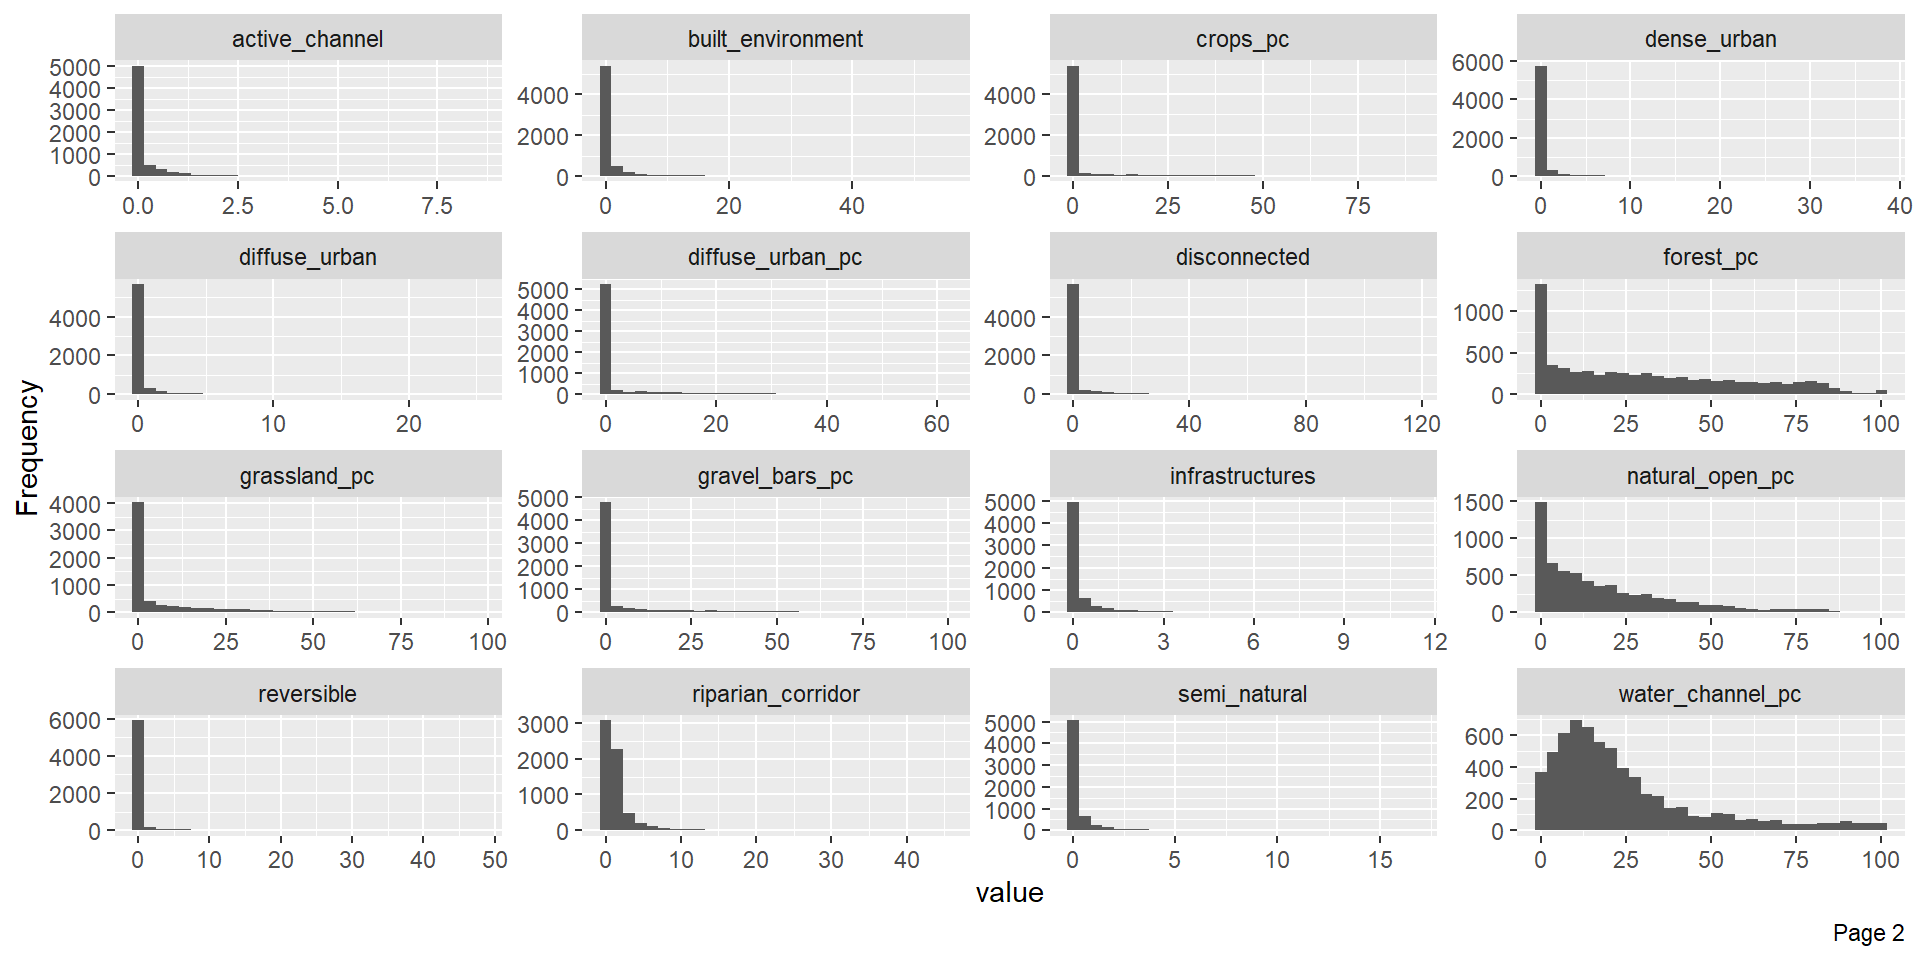 active_channel built_environment crops_pc dense_urban
5000 4000 3000 2000 1000 0
4000 2000 0
4000 2000 0
6000 4000 2000 0
0.0 2.5 5.0 7.5
0 20 40
0 25 50 75
0 10 20 30 40
diffuse_urban diffuse_urban_pc disconnected forest_pc
4000 2000 0
5000 4000 3000 2000 1000 0
4000 2000 0
1000 500 0
0 10 20
0 20 40 60
0 40 80 120
0 25 50 75 100
Frequency
grassland_pc gravel_bars_pc infrastructures natural_open_pc
4000 3000 2000 1000 0
5000 4000 3000 2000 1000 0
5000 4000 3000 2000 1000 0
1500 1000 500 0
0 25 50 75 100
0 25 50 75 100
0 3 6 9 12
0 25 50 75 100
reversible riparian_corridor semi_natural water_channel_pc
6000 4000 2000 0
3000 2000 1000 0
5000 4000 3000 2000 1000 0
600 400 200 0
0 10 20 30 40 50
0 10 20 30 40
0 5 10 15
0 25 50 75 100
value
Page 2